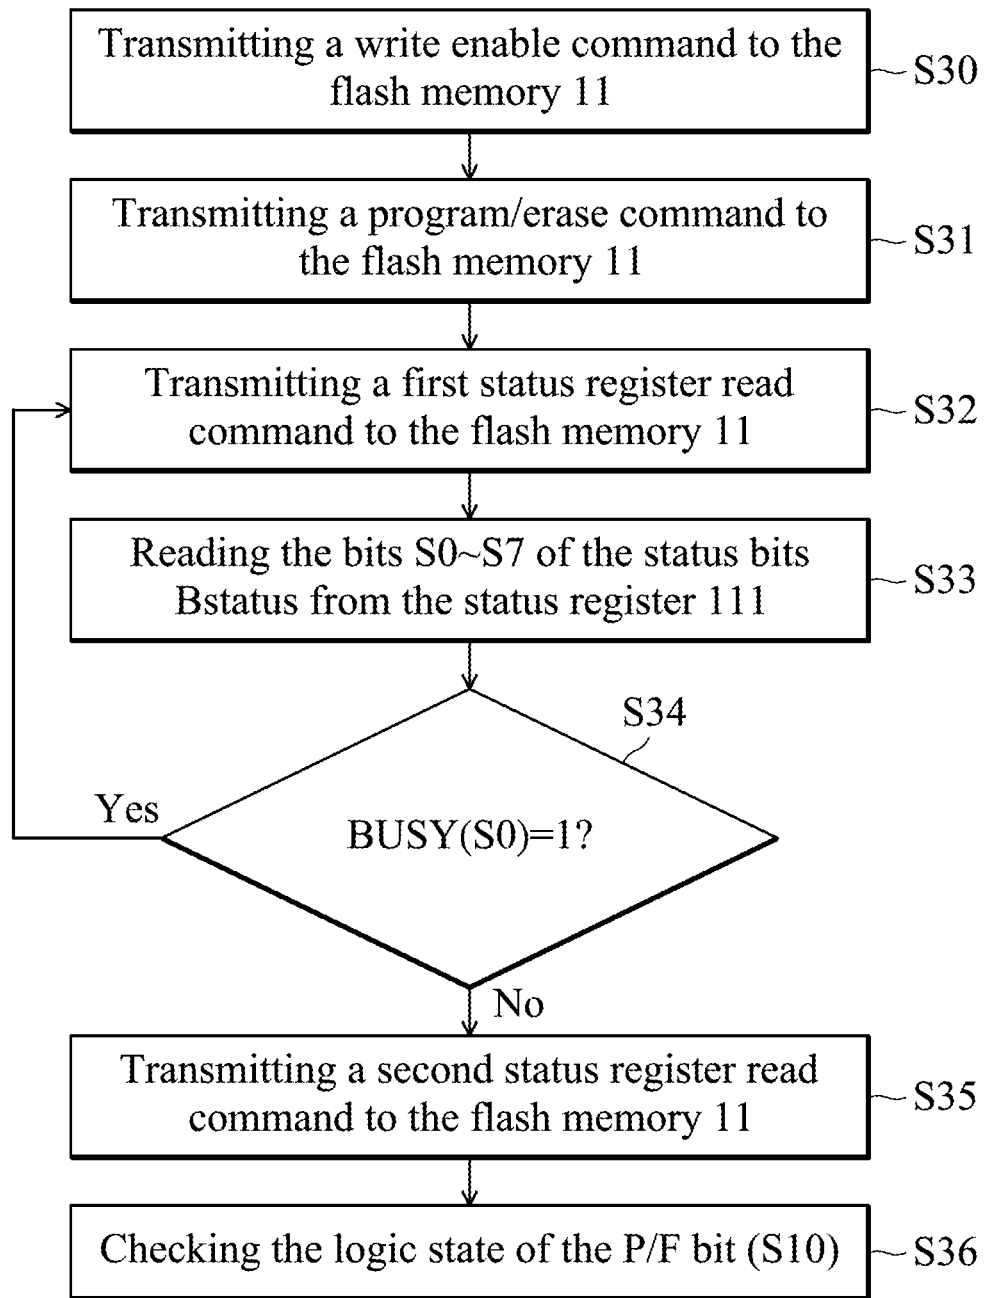 Transmitting a write enable command to the
flash memory 11
S30
Transmitting a program/erase command to
the flash memory 11
S31
Transmitting a first status register read
command to the flash memory 11
S32
Reading the bits S0~S7 of the status bits
Bstatus from the status register 111
S33
S34
Yes
BUSY(S0)=1?
No
Transmitting a second status register read
command to the flash memory 11
S35
Checking the logic state of the P/F bit (S10)
S36